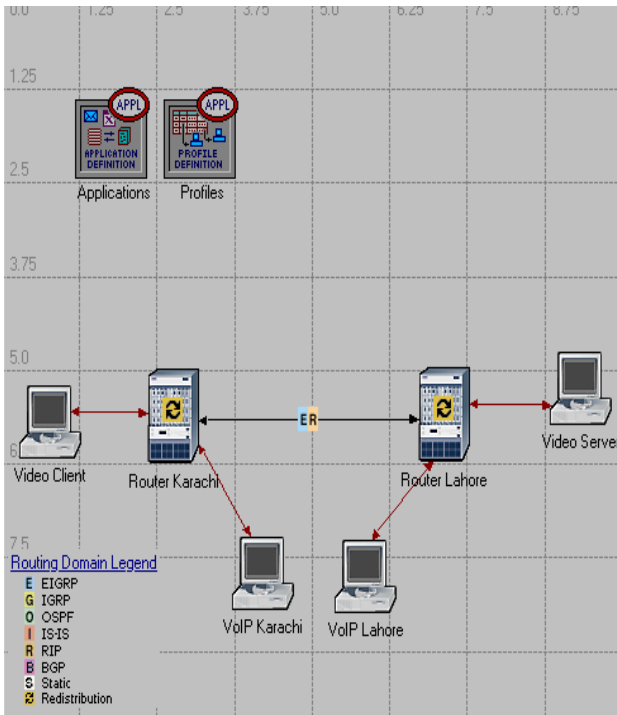 0.0 1.25 2.5 3.75 5.0 6.25 7.5 8.75
1.25
APPL APPL
APPLICATION DEFINITION
PROFILE DEFINITION
2.5
Applications Profiles
3.75
5.0
E R
Video Client
Router Karachi
Router Lahore
Video Server
6
7.5
VoIP Karachi
VoIP Lahore
Routing Domain Legend
E EIGRP
G IGRP
O OSPF
I IS-IS
R RIP
B BGP
S Static
Redistribution